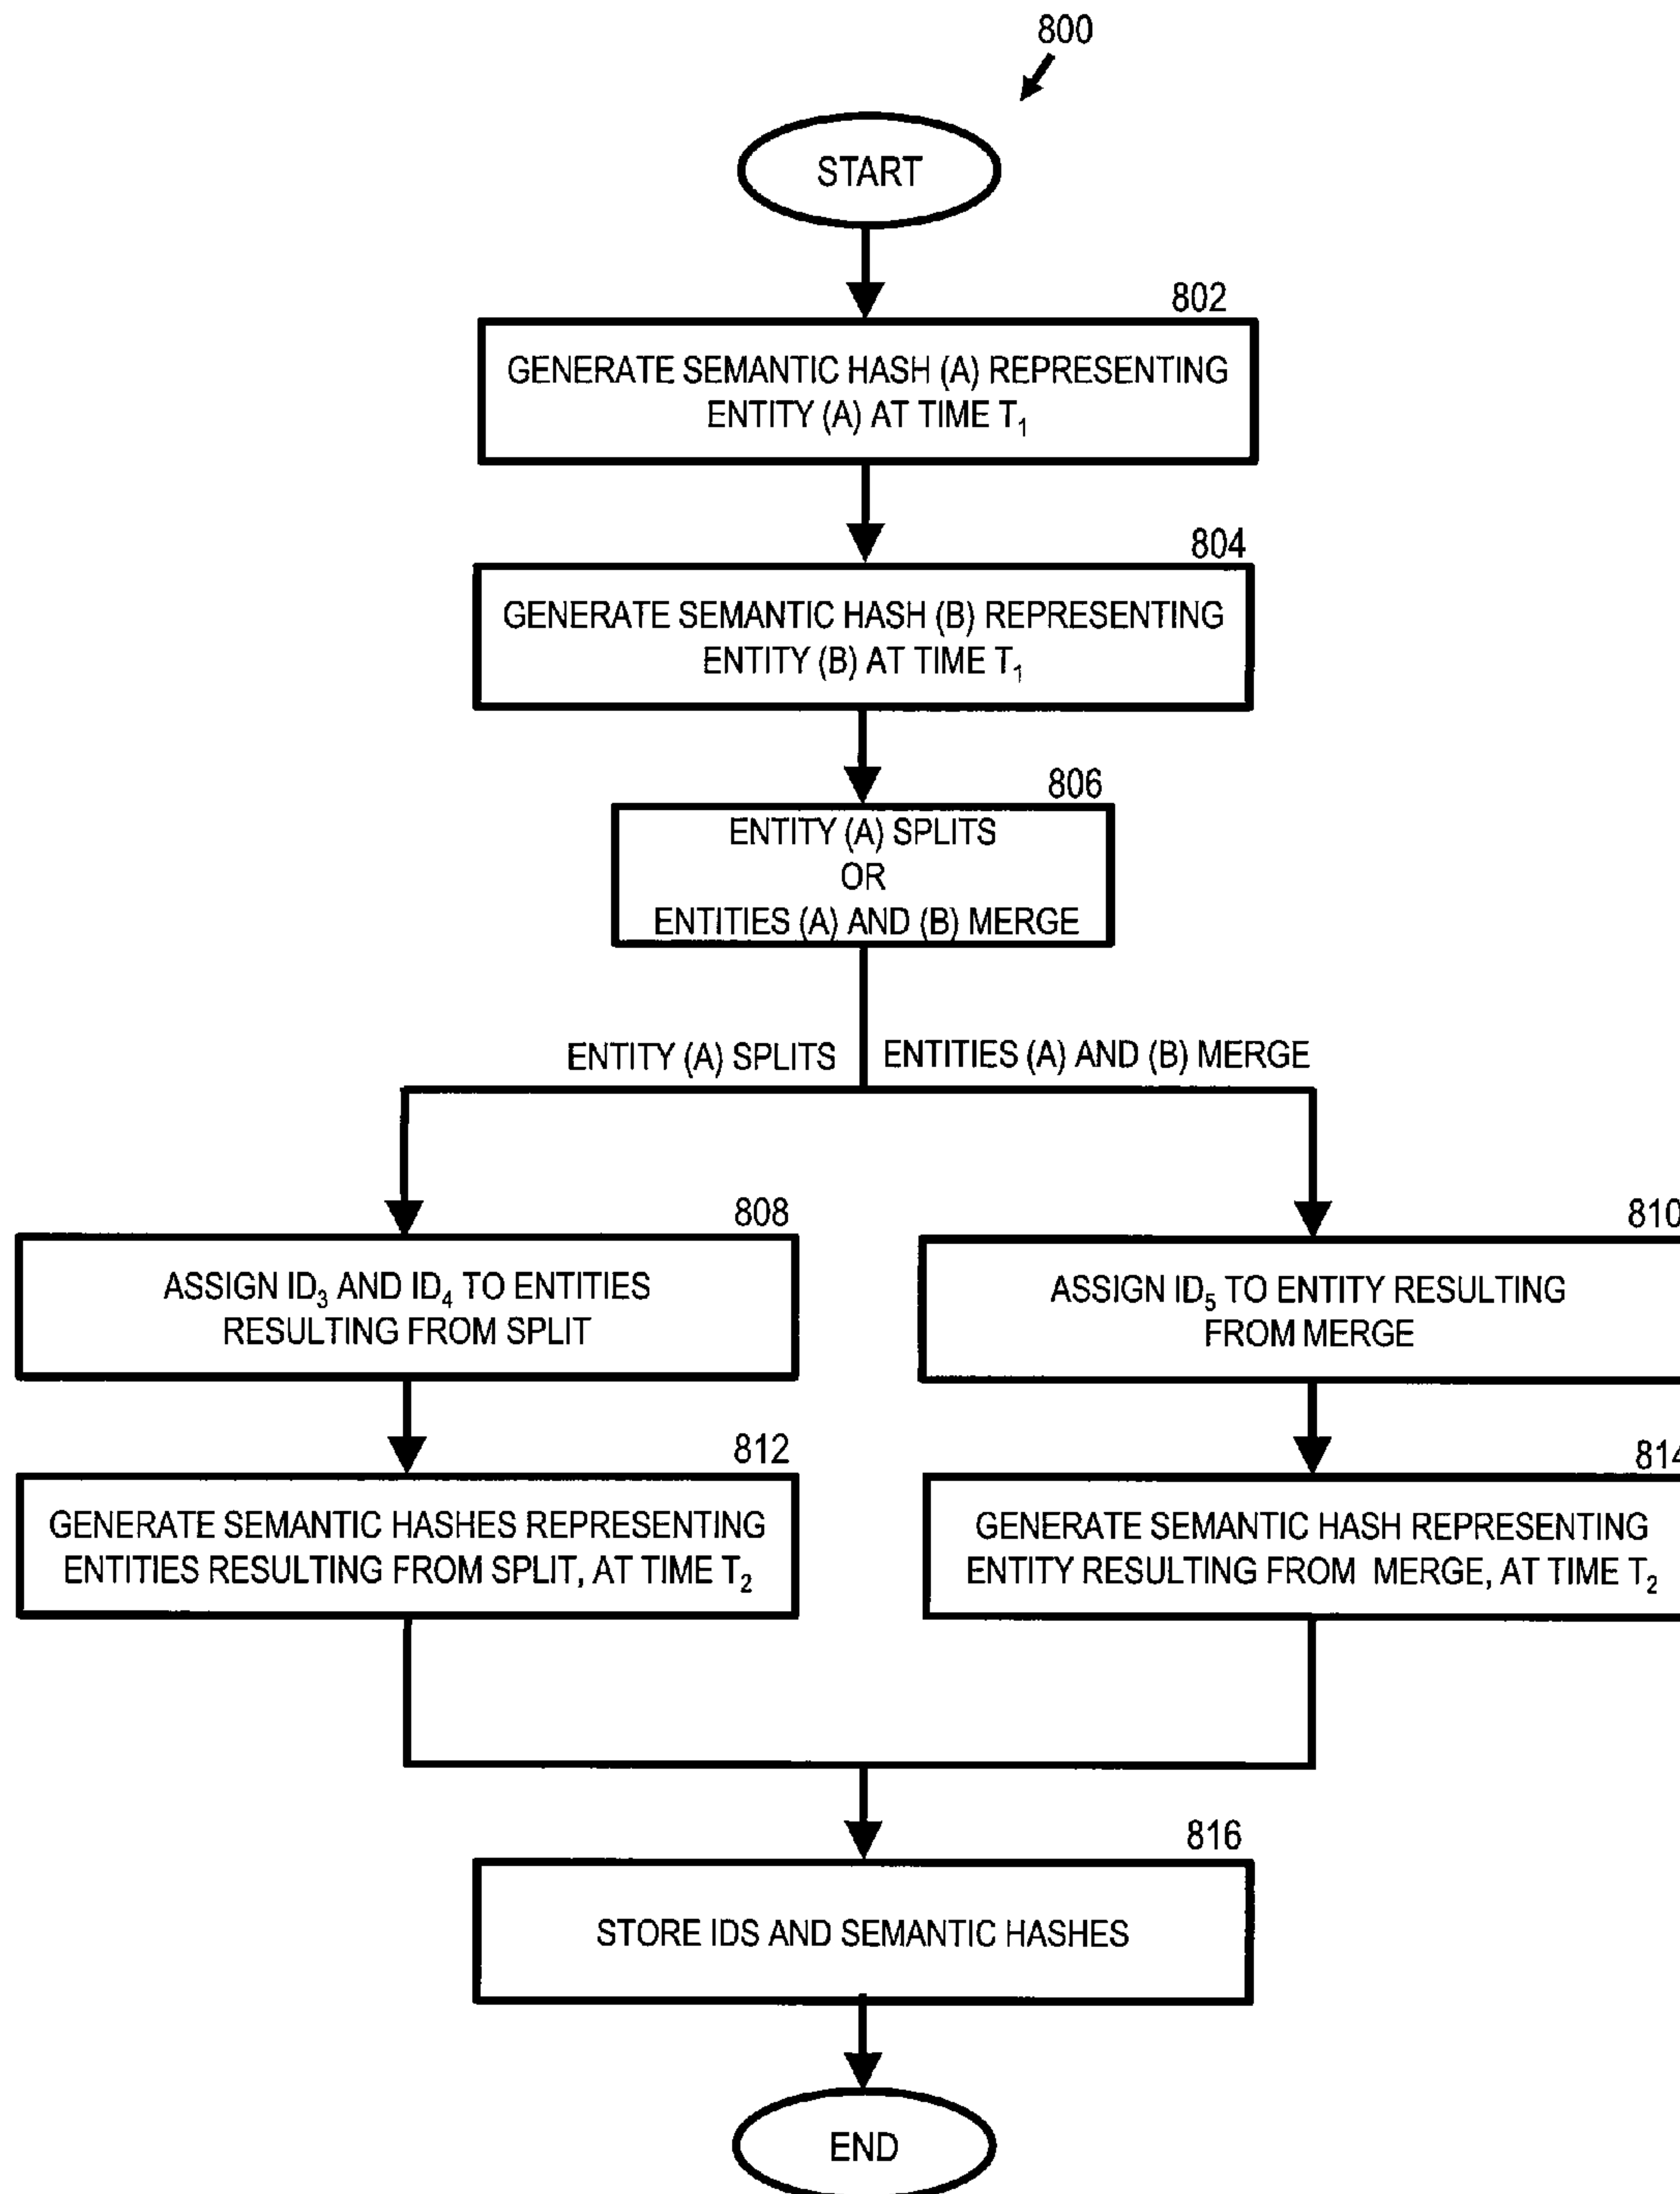 800
START
802
GENERATE SEMANTIC HASH (A) REPRESENTING
ENTITY (A) AT TIME T₁
804
GENERATE SEMANTIC HASH (B) REPRESENTING
ENTITY (B) AT TIME T₁
806
ENTITY (A) SPLITS
OR
ENTITIES (A) AND (B) MERGE
ENTITY (A) SPLITS
ENTITIES (A) AND (B) MERGE
808
ASSIGN ID₃ AND ID₄ TO ENTITIES
RESULTING FROM SPLIT
810
ASSIGN ID₅ TO ENTITY RESULTING
FROM MERGE
812
GENERATE SEMANTIC HASHES REPRESENTING
ENTITIES RESULTING FROM SPLIT, AT TIME T₂
814
GENERATE SEMANTIC HASH REPRESENTING
ENTITY RESULTING FROM MERGE, AT TIME T₂
816
STORE IDS AND SEMANTIC HASHES
END